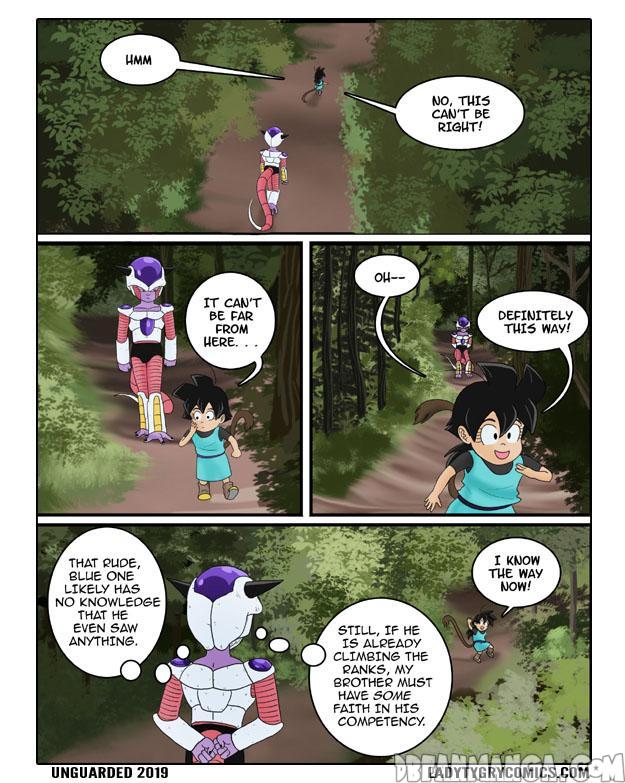 HMM
NO, THIS
CAN'T BE
RIGHT!
IT CAN'T
BE FAR
FROM
HERE. . .
OH--
DEFINITELY
THIS WAY!
THAT RUDE,
BLUE ONE
LIKELY HAS
NO KNOWLEDGE
THAT HE
EVEN SAW
ANYTHING.
STILL, IF HE
IS ALREADY
CLIMBING THE
RANKS, MY
BROTHER MUST
HAVE SOME
FAITH IN HIS
COMPETENCY.
I KNOW
THE WAY
NOW!
UNGUARDED 2019
LADYTYGRYCOMICS.COM
DBFANMANGA.COM